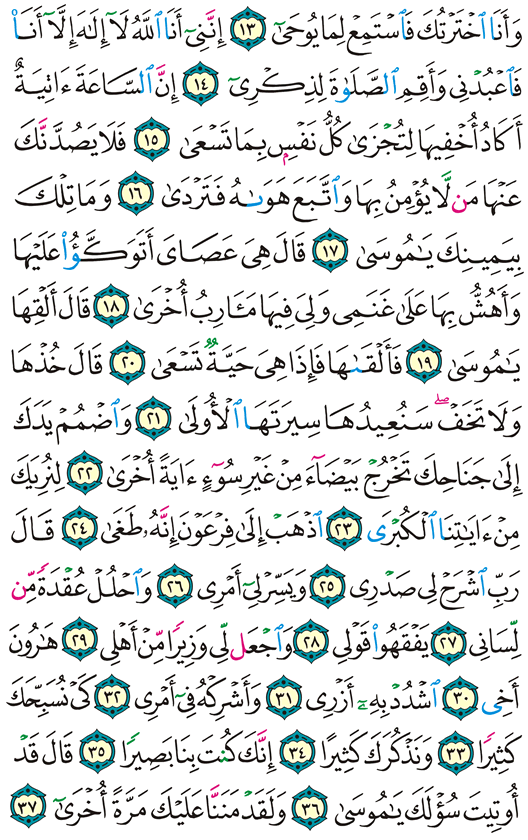 وَأَنَا ٱخْتَرْتُكَ فَٱسْتَمِعْ لِمَا يُوحَىٰٓ ١٣ إِنَّنِىٓ أَنَا ٱللَّهُ لَآ إِلَٰهَ إِلَّآ أَنَا۠
فَٱعْبُدْنِى وَأَقِمِ ٱلصَّلَوٰةَ لِذِكْرِىٓ ١٤ إِنَّ ٱلسَّاعَةَ ءَاتِيَةٌ
أَكَادُ أُخْفِيهَا لِتُجْزَىٰ كُلُّ نَفْسٍۭ بِمَا تَسْعَىٰ ١٥ فَلَا يَصُدَّنَّكَ
عَنْهَا مَن لَّا يُؤْمِنُ بِهَا وَٱتَّبَعَ هَوَىٰهُ فَتَرْدَىٰ ١٦ وَمَا تِلْكَ
بِيَمِينِكَ يَٰمُوسَىٰ ١٧ قَالَ هِىَ عَصَاىَ أَتَوَكَّؤُا۟ عَلَيْهَا
وَأَهُشُّ بِهَا عَلَىٰ غَنَمِى وَلِىَ فِيهَا مَـَٔارِبُ أُخْرَىٰ ١٨ قَالَ أَلْقِهَا
يَٰمُوسَىٰ ١٩ فَأَلْقَىٰهَا فَإِذَا هِىَ حَيَّةٌ تَسْعَىٰ ٢٠ قَالَ خُذْهَا
وَلَا تَخَفْ ۖ سَنُعِيدُهَا سِيرَتَهَا ٱلْأُولَىٰ ٢١ وَٱضْمُمْ يَدَكَ
إِلَىٰ جَنَاحِكَ تَخْرُجْ بَيْضَآءَ مِنْ غَيْرِ سُوٓءٍ ءَايَةً أُخْرَىٰ ٢٢ لِنُرِيَكَ
مِنْ ءَايَٰتِنَا ٱلْكُبْرَى ٢٣ ٱذْهَبْ إِلَىٰ فِرْعَوْنَ إِنَّهُۥ طَغَىٰ ٢٤ قَالَ
رَبِّ ٱشْرَحْ لِى صَدْرِى ٢٥ وَيَسِّرْ لِىٓ أَمْرِى ٢٦ وَٱحْلُلْ عُقْدَةً مِّن
لِّسَانِى ٢٧ يَفْقَهُوا۟ قَوْلِى ٢٨ وَٱجْعَل لِّى وَزِيرًا مِّنْ أَهْلِى ٢٩ هَٰرُونَ
أَخِى ٣٠ ٱشْدُدْ بِهِۦٓ أَزْرِى ٣١ وَأَشْرِكْهُ فِىٓ أَمْرِى ٣٢ كَىْ نُسَبِّحَكَ
كَثِيرًا ٣٣ وَنَذْكُرَكَ كَثِيرًا ٣٤ إِنَّكَ كُنتَ بِنَا بَصِيرًا ٣٥ قَالَ قَدْ
أُوتِيتَ سُؤْلَكَ يَٰمُوسَىٰ ٣٦ وَلَقَدْ مَنَنَّا عَلَيْكَ مَرَّةً أُخْرَىٰٓ ٣٧